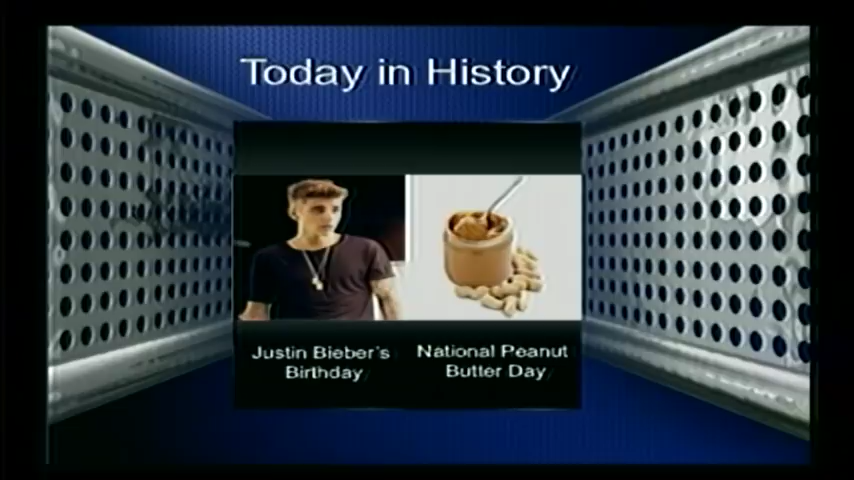 Today in History
Justin Bieber's
Birthday
National Peanut
Butter Day